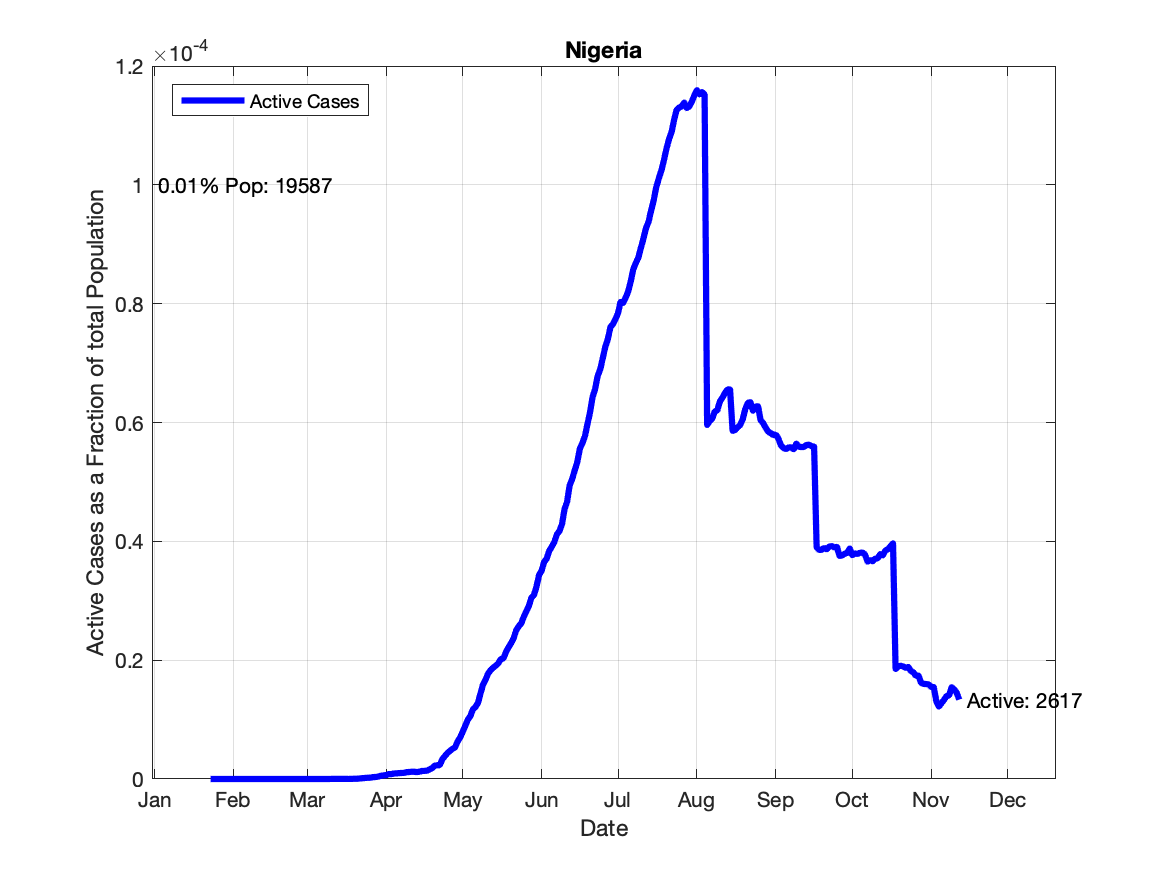 Nigeria
×10-4
1.2
1
0.8
0.6
0.4
0.2
0
Active Cases as a Fraction of total Population
Active Cases
0.01% Pop: 19587
Active: 2617
Jan Feb Mar Apr May Jun Jul Aug Sep Oct Nov Dec
Date